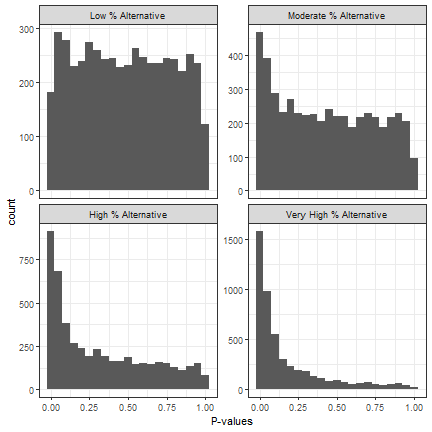 Low % Alternative
Moderate % Alternative
300
200
100
0
400
300
200
100
0
count
High % Alternative
Very High % Alternative
750
500
250
0
1500
1000
500
0
0.00 0.25 0.50 0.75 1.00
0.00 0.25 0.50 0.75 1.00
P-values